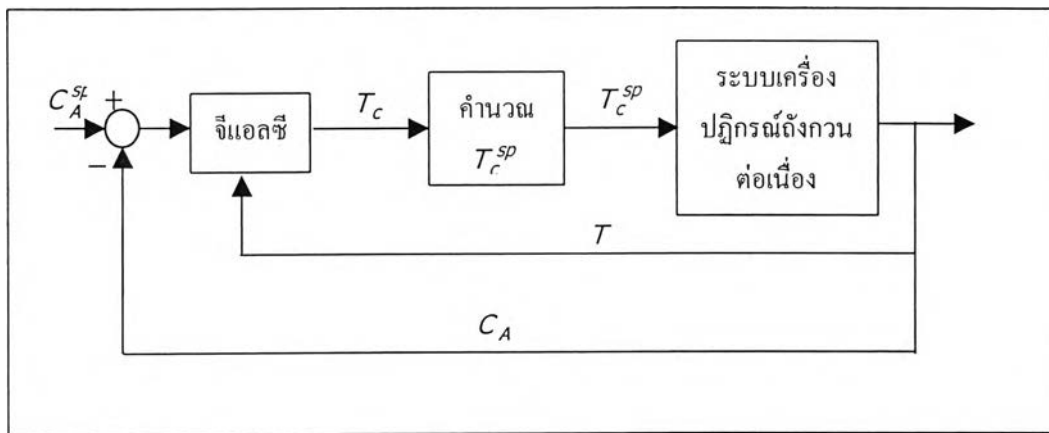 C_A^{sp} +
−
จีแอลซี
T_c
คำนวณ
T_c^{sp}
T_c^{sp}
ระบบเครื่อง
ปฏิกรณ์ถังกวน
ต่อเนื่อง
T
C_A